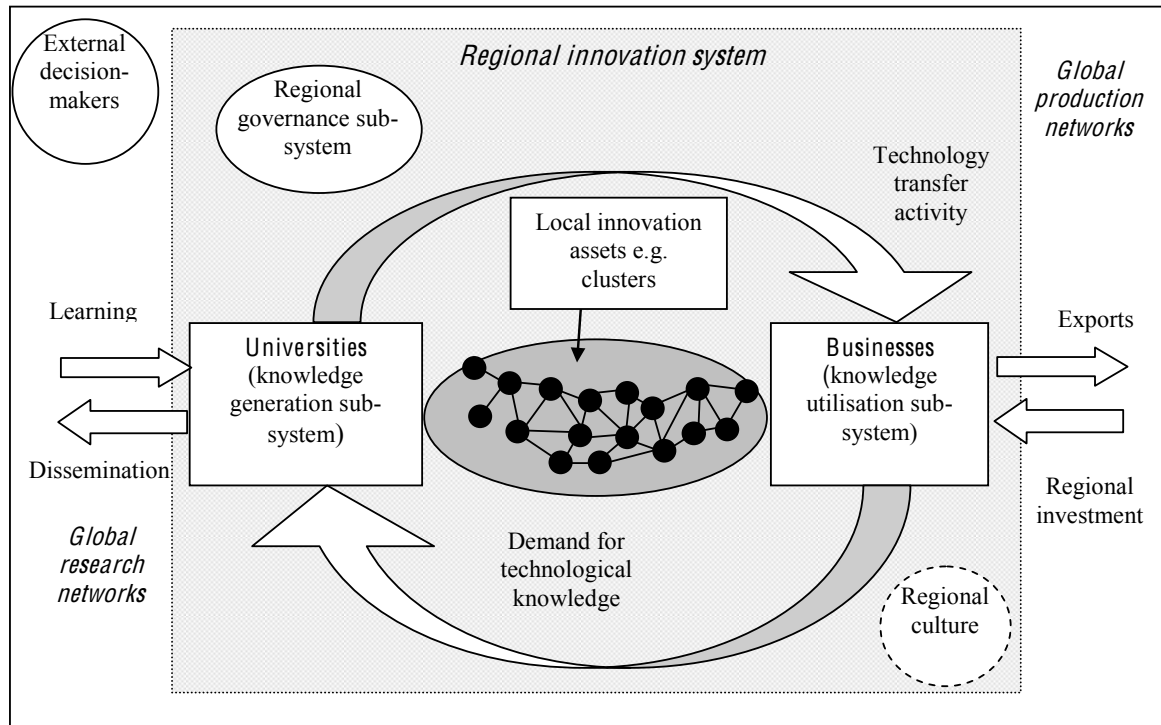 External
decision-
makers
Regional innovation system
Global
production
networks
Regional
governance sub-
system
Technology
transfer
activity
Local innovation
assets e.g.
clusters
Learning
Universities
(knowledge
generation sub-
system)
Businesses
(knowledge
utilisation sub-
system)
Exports
Dissemination
Regional
investment
Global
research
networks
Demand for
technological
knowledge
Regional
culture